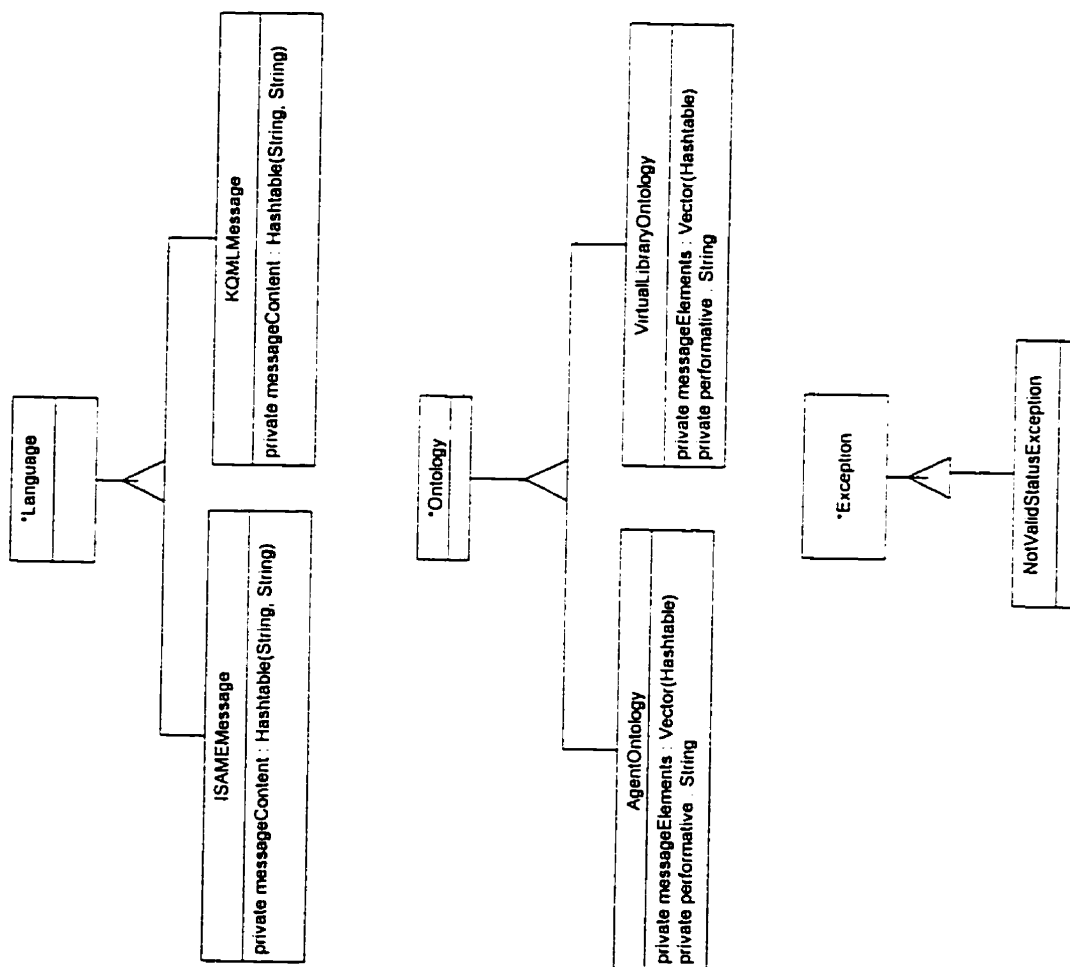 *Language
ISAMEMessage
private messageContent : Hashtable(String, String)
KQMLMessage
private messageContent : Hashtable(String, String)
*Ontology
AgentOntology
private messageElements : Vector(Hashtable)
private performative . String
VirtualLibraryOntology
private messageElements : Vector(Hashtable)
private performative . String
*Exception
NotValidStatusException